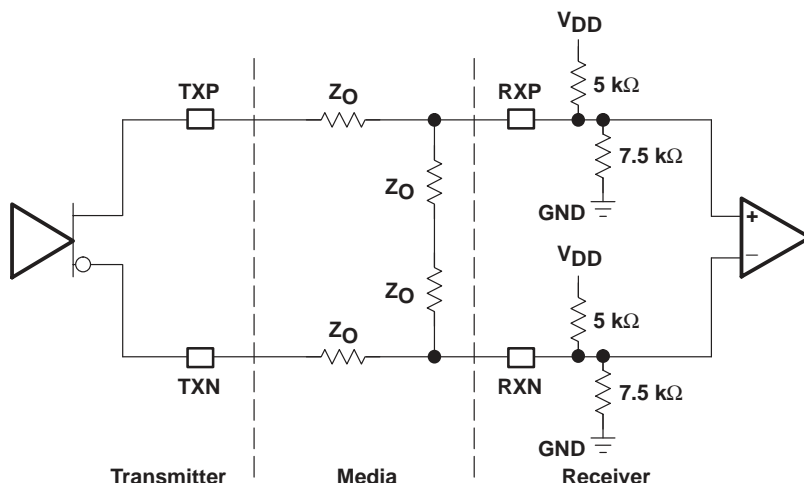 VDD
5 kΩ
TXP
ZO
RXP
7.5 kΩ
GND
ZO
+
−
VDD
ZO
5 kΩ
ZO
TXN
RXN
7.5 kΩ
GND
Transmitter
Media
Receiver